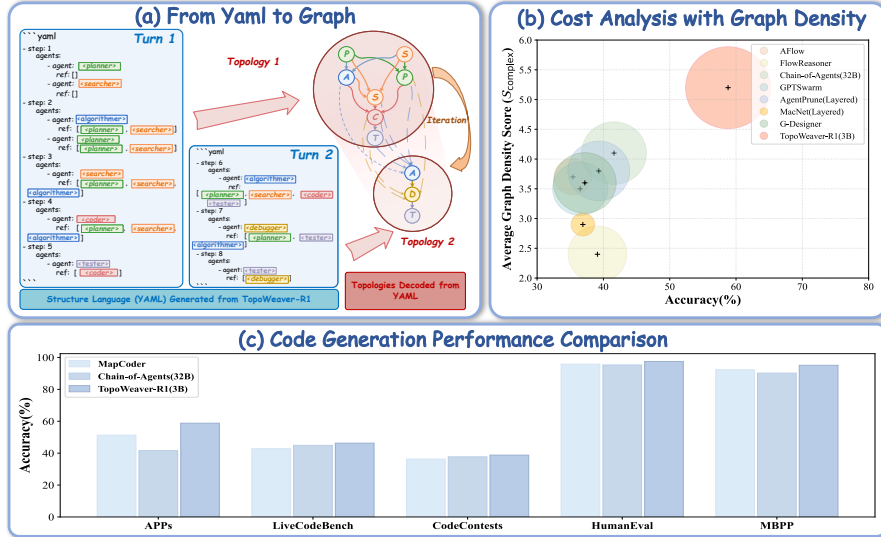 (a) From Yaml to Graph
```yaml
Turn 1
- step: 1
agents:
- agent: <planner>
ref: []
- agent: <searcher>
ref: []
- step: 2
agents:
- agent: <algorithmer>
ref: [ <planner> , <searcher> ]
- agent: <planner>
ref: [ <planner> , <searcher> ]
- step: 3
agents:
- agent: <searcher>
ref: [ <planner> , <searcher>,
<algorithmer>]
- step: 4
agents:
- agent: <coder>
ref: [ <planner> , <searcher>,
<algorithmer>]
- step: 5
agents:
- agent: <tester>
ref: [ <coder> ]
```
```yaml
Turn 2
- step: 6
agents:
- agent: <algorithmer>
ref:
[ <planner> , <searcher> , <coder>
<tester> ]
- step: 7
agents:
- agent: <debugger>
ref: [ <planner> , <tester>
<algorithmer>]
- step: 8
agents:
- agent: <tester>
ref: [<debugger>]
```
Structure Language (YAML) Generated from TopoWeaver-R1
Topology 1
P
S
A
P
S
C
T
Iteration
A
D
T
Topology 2
Topologies Decoded from
YAML
(b) Cost Analysis with Graph Density
Average Graph Density Score (Scomplex)
6.0
5.5
5.0
4.5
4.0
3.5
3.0
2.5
2.0
30
40
50
60
70
80
Accuracy(%)
AFlow
FlowReasoner
Chain-of-Agents(32B)
GPTSwarm
AgentPrune(Layered)
MacNet(Layered)
G-Designer
TopoWeaver-R1(3B)
(c) Code Generation Performance Comparison
Accuracy(%)
100
80
60
40
20
0
MapCoder
Chain-of-Agents(32B)
TopoWeaver-R1(3B)
APPs
LiveCodeBench
CodeContests
HumanEval
MBPP